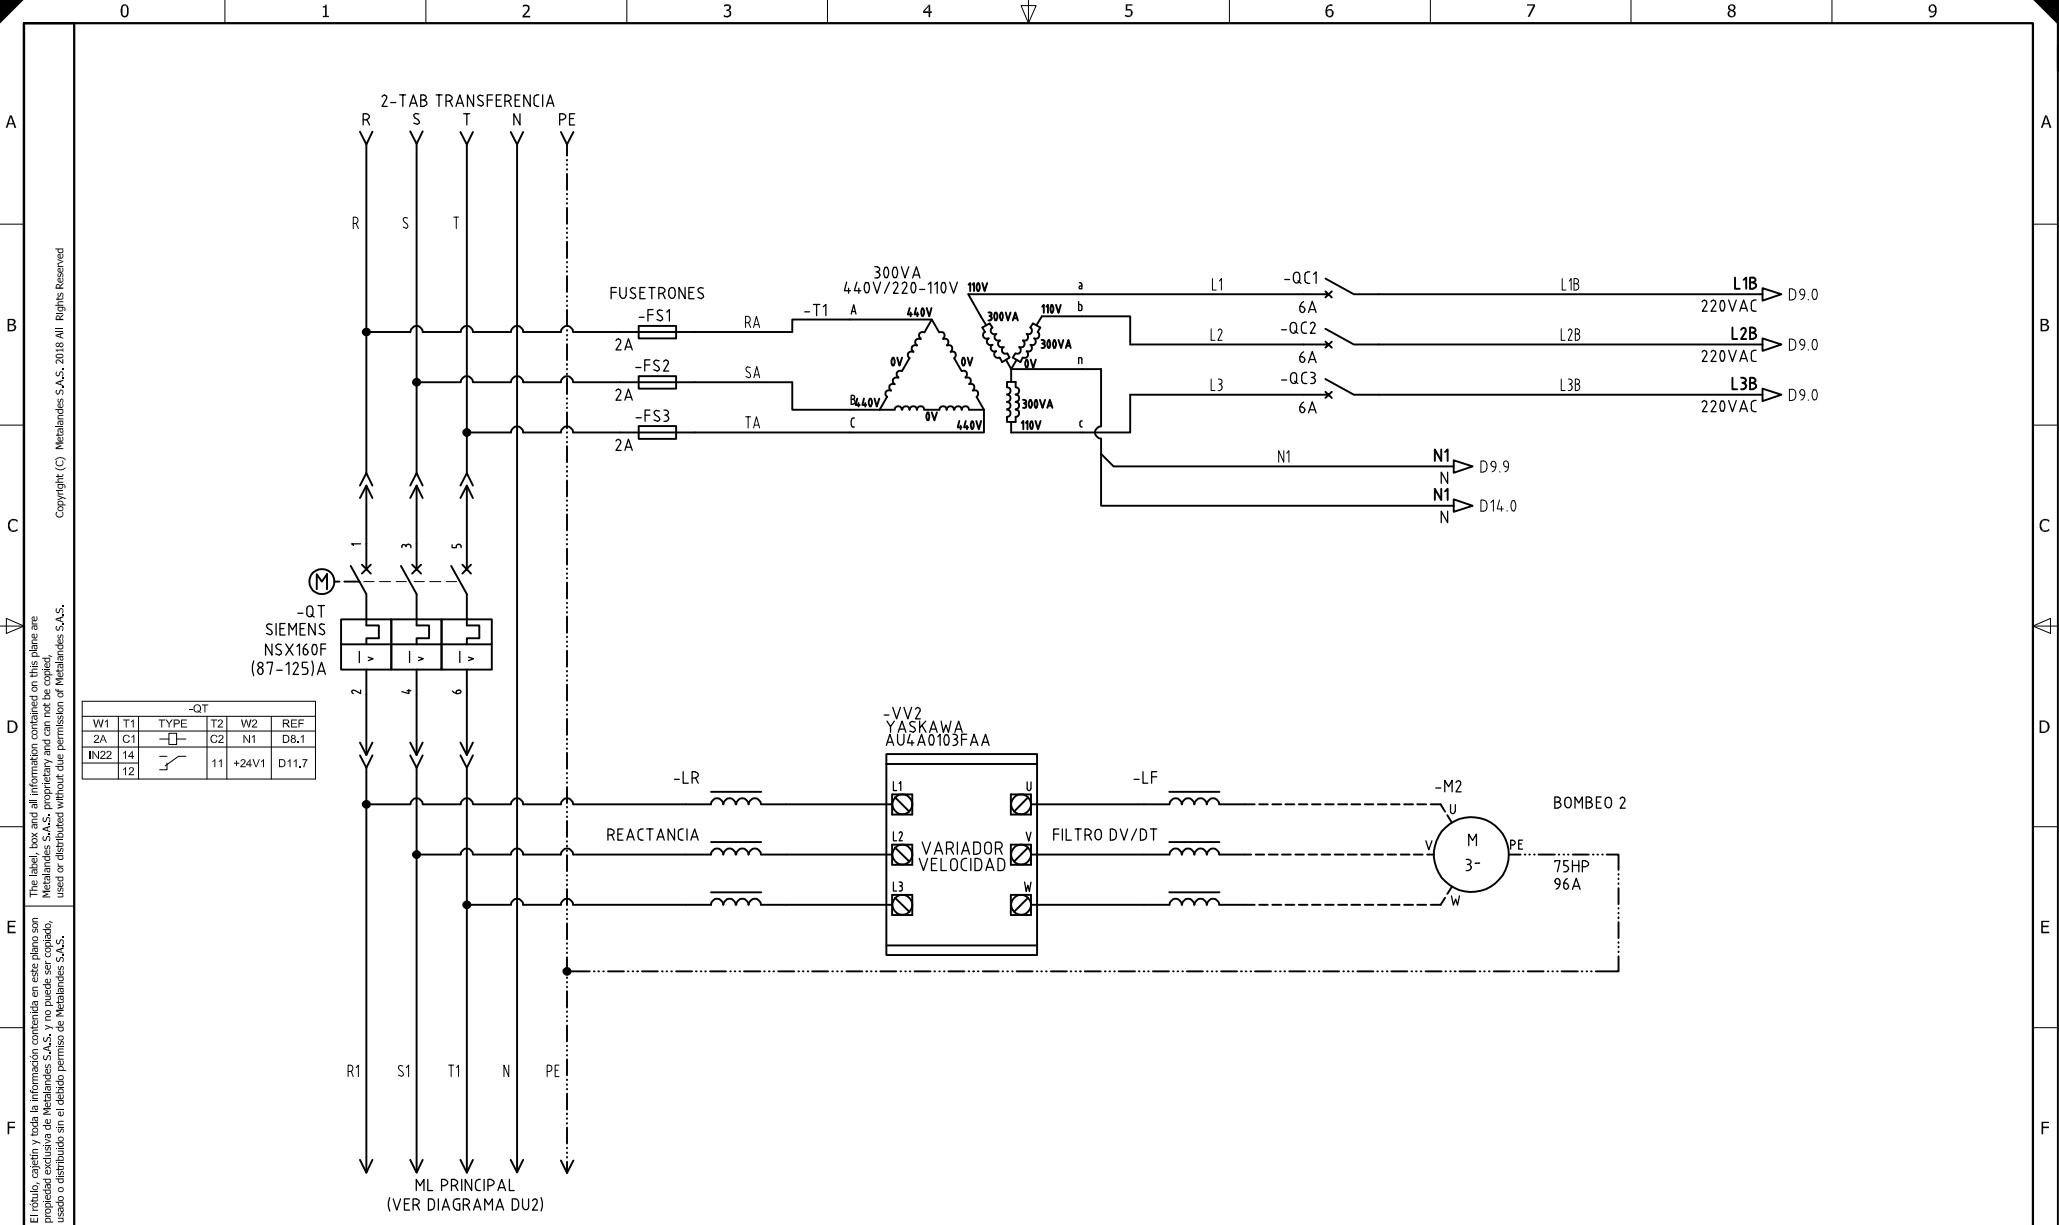 0 1 2 3 4 5 6 7 8 9
A
B
C
D
E
F
A
B
C
D
E
F
Copyright (C) Metalandes S.A.S. 2018 All Rights Reserved
The label, box and all information contained on this plane are
Metalandes S.A.S. proprietary and can not be copied,
used or distributed without due permission of Metalandes S.A.S.
El rótulo, cajetín y toda la información contenida en este plano son
propiedad exclusiva de Metalandes S.A.S. y no puede ser copiado,
usado o distribuido sin el debido permiso de Metalandes S.A.S.
2-TAB TRANSFERENCIA
R S T N PE
R S T
FUSETRONES
-FS1
2A
RA
-FS2
2A
SA
-FS3
2A
TA
300VA
440V/220-110V
-T1
A
B
C
440V
0V
0V
440V
0V
440V
110V
300VA
110V
300VA
0V
300VA
110V
a
b
n
c
L1
-QC1
6A
L1B
L1B
220VAC
D9.0
L2
-QC2
6A
L2B
L2B
220VAC
D9.0
L3
-QC3
6A
L3B
L3B
220VAC
D9.0
N1
N1
N
D9.9
N1
N
D14.0
1 3 5
M
-QT
SIEMENS
NSX160F
(87-125)A
I > I > I >
2 4 6
-QT
W1 T1 TYPE T2 W2 REF
2A C1 C2 N1 D8.1
IN22 14 11 +24V1 D11.7
12
-LR
REACTANCIA
-VV2
YASKAWA
AU4A0103FAA
L1 U
L2 V
L3 W
VARIADOR
VELOCIDAD
-LF
FILTRO DV/DT
-M2
U
V
W
PE
M
3~
BOMBEO 2
75HP
96A
R1 S1 T1 N PE
ML PRINCIPAL
(VER DIAGRAMA DU2)